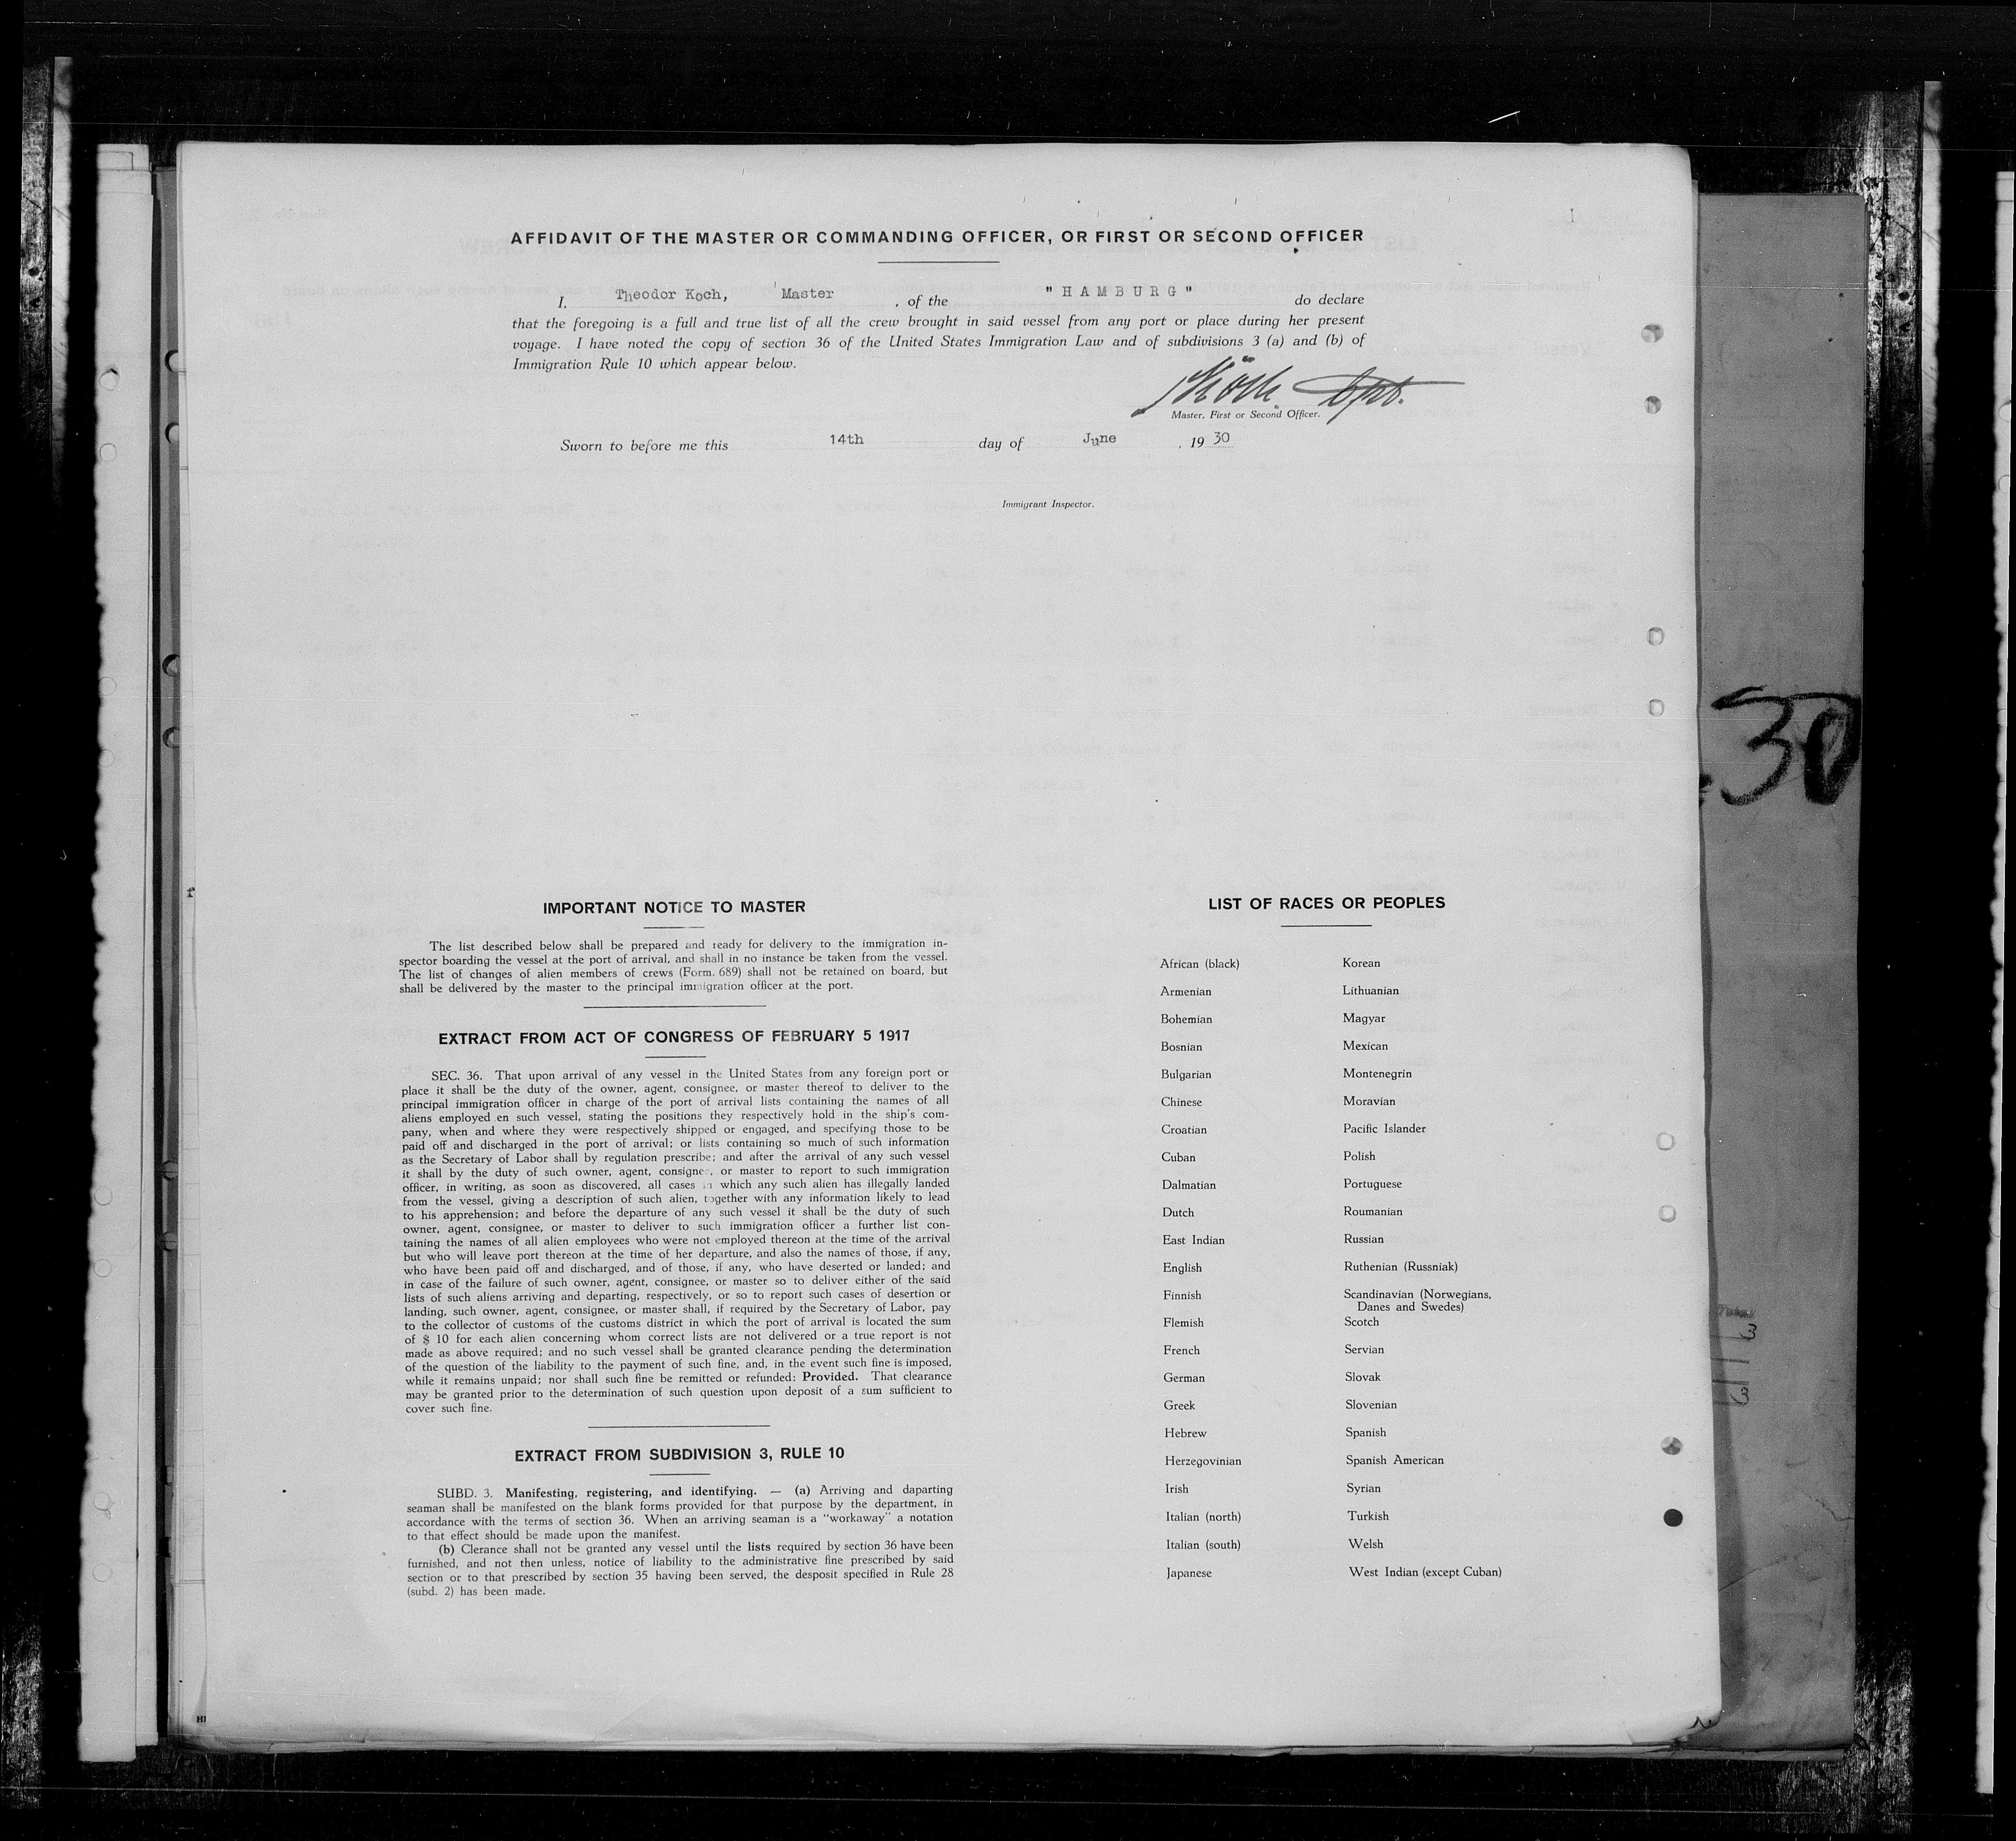 AFFIDAVIT OF THE MASTER OR COMMANDING OFFICER, OR FIRST OR SECOND OFFICER
I, Theodor Koch, Master , of the "HAMBURG" do declare
that the foregoing is a full and true list of all the crew brought in said vessel from any port or place during her present
voyage. I have noted the copy of section 36 of the United States Immigration Law and of subdivisions 3 (a) and (b) of
Immigration Rule 10 which appear below.
Koch
Master, First or Second Officer.
Sworn to before me this 14th day of June , 19 30
Immigrant Inspector.
30
IMPORTANT NOTICE TO MASTER
The list described below shall be prepared and ready for delivery to the immigration in-
spector boarding the vessel at the port of arrival, and shall in no instance be taken from the vessel.
The list of changes of alien members of crews (Form. 689) shall not be retained on board, but
shall be delivered by the master to the principal immigration officer at the port.
EXTRACT FROM ACT OF CONGRESS OF FEBRUARY 5 1917
SEC. 36. That upon arrival of any vessel in the United States from any foreign port or
place it shall be the duty of the owner, agent, consignee, or master thereof to deliver to the
principal immigration officer in charge of the port of arrival lists containing the names of all
aliens employed en such vessel, stating the positions they respectively hold in the ship's com-
pany, when and where they were respectively shipped or engaged, and specifying those to be
paid off and discharged in the port of arrival; or lists containing so much of such information
as the Secretary of Labor shall by regulation prescribe; and after the arrival of any such vessel
it shall by the duty of such owner, agent, consignee, or master to report to such immigration
officer, in writing, as soon as discovered, all cases in which any such alien has illegally landed
from the vessel, giving a description of such alien, together with any information likely to lead
to his apprehension; and before the departure of any such vessel it shall be the duty of such
owner, agent, consignee, or master to deliver to such immigration officer a further list con-
taining the names of all alien employees who were not employed thereon at the time of the arrival
but who will leave port thereon at the time of her departure, and also the names of those, if any,
who have been paid off and discharged, and of those, if any, who have deserted or landed; and
in case of the failure of such owner, agent, consignee, or master so to deliver either of the said
lists of such aliens arriving and departing, respectively, or so to report such cases of desertion or
landing, such owner, agent, consignee, or master shall, if required by the Secretary of Labor, pay
to the collector of customs of the customs district in which the port of arrival is located the sum
of $ 10 for each alien concerning whom correct lists are not delivered or a true report is not
made as above required; and no such vessel shall be granted clearance pending the determination
of the question of the liability to the payment of such fine, and, in the event such fine is imposed,
while it remains unpaid; nor shall such fine be remitted or refunded: Provided. That clearance
may be granted prior to the determination of such question upon deposit of a sum sufficient to
cover such fine.
EXTRACT FROM SUBDIVISION 3, RULE 10
SUBD. 3. Manifesting, registering, and identifying. — (a) Arriving and daparting
seaman shall be manifested on the blank forms provided for that purpose by the department, in
accordance with the terms of section 36. When an arriving seaman is a "workaway" a notation
to that effect should be made upon the manifest.
(b) Clerance shall not be granted any vessel until the lists required by section 36 have been
furnished, and not then unless, notice of liability to the administrative fine prescribed by said
section or to that prescribed by section 35 having been served, the desposit specified in Rule 28
(subd. 2) has been made.
LIST OF RACES OR PEOPLES
African (black)
Armenian
Bohemian
Bosnian
Bulgarian
Chinese
Croatian
Cuban
Dalmatian
Dutch
East Indian
English
Finnish
Flemish
French
German
Greek
Hebrew
Herzegovinian
Irish
Italian (north)
Italian (south)
Japanese
Korean
Lithuanian
Magyar
Mexican
Montenegrin
Moravian
Pacific Islander
Polish
Portuguese
Roumanian
Russian
Ruthenian (Russniak)
Scandinavian (Norwegians,
Danes and Swedes)
Scotch
Servian
Slovak
Slovenian
Spanish
Spanish American
Syrian
Turkish
Welsh
West Indian (except Cuban)
3
3